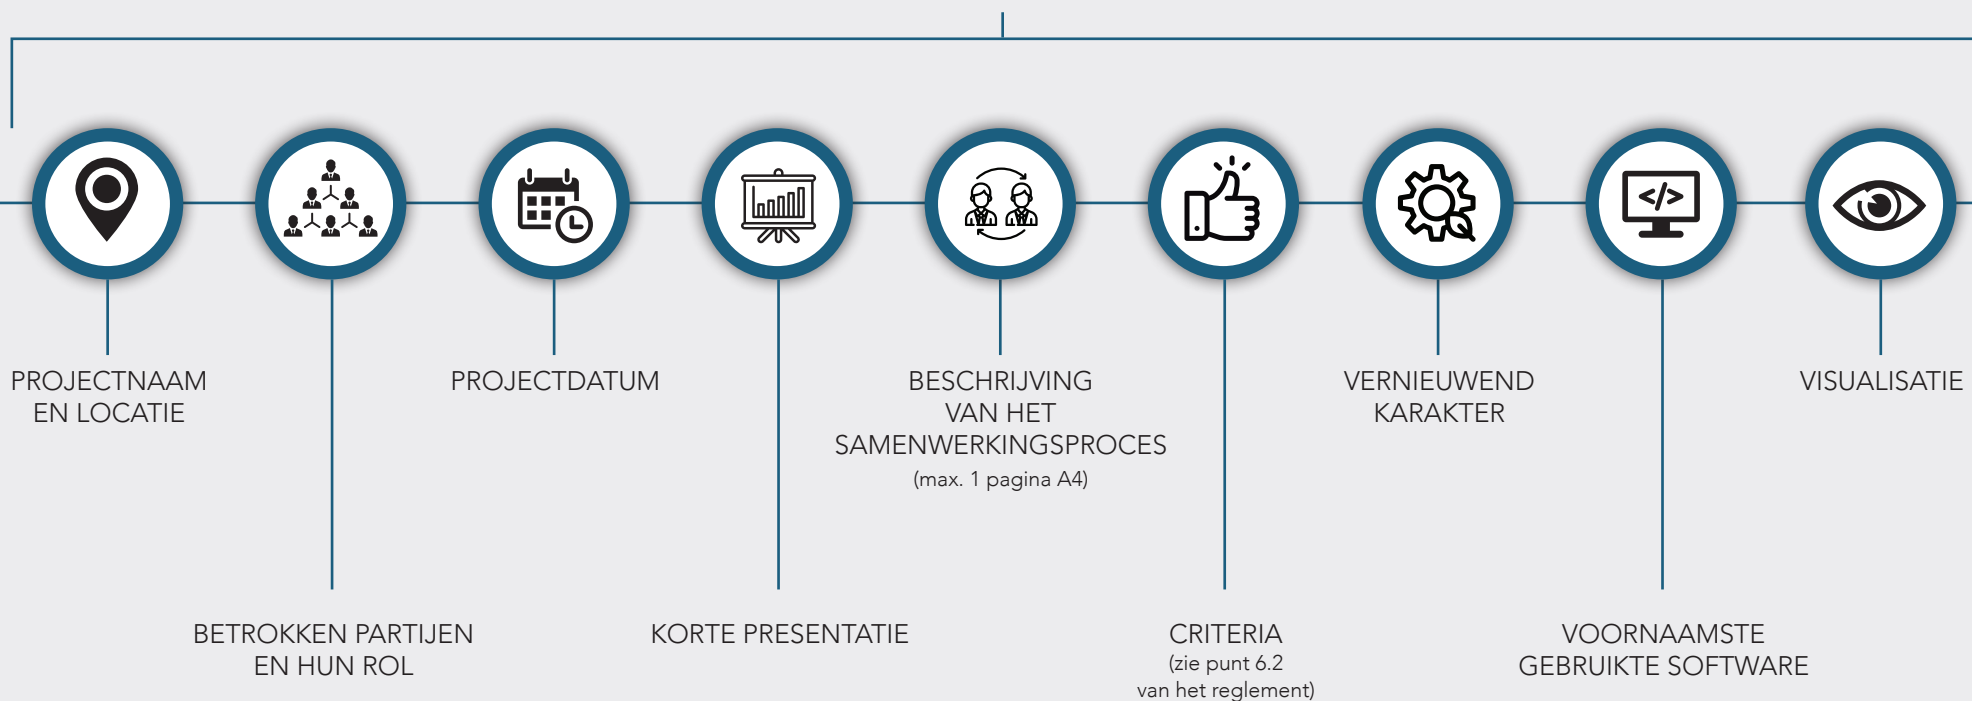 PROJECTNAAM
EN LOCATIE
BETROKKEN PARTIJEN
EN HUN ROL
PROJECTDATUM
KORTE PRESENTATIE
BESCHRIJVING
VAN HET
SAMENWERKINGSPROCES
(max. 1 pagina A4)
CRITERIA
(zie punt 6.2
van het reglement)
VERNIEUWEND
KARAKTER
</>
VOORNAAMSTE
GEBRUIKTE SOFTWARE
VISUALISATIE